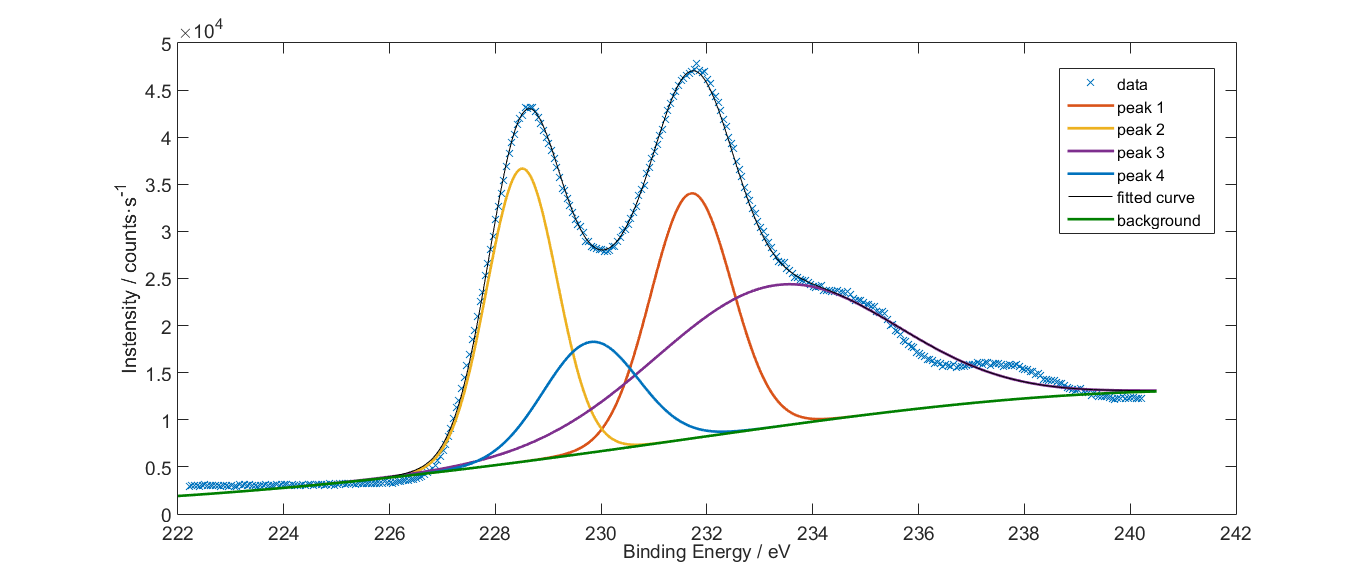 ×10⁴
5
4.5
4
3.5
3
2.5
2
1.5
1
0.5
0
Instensity / counts·s⁻¹
data
peak 1
peak 2
peak 3
peak 4
fitted curve
background
222 224 226 228 230 232 234 236 238 240 242
Binding Energy / eV